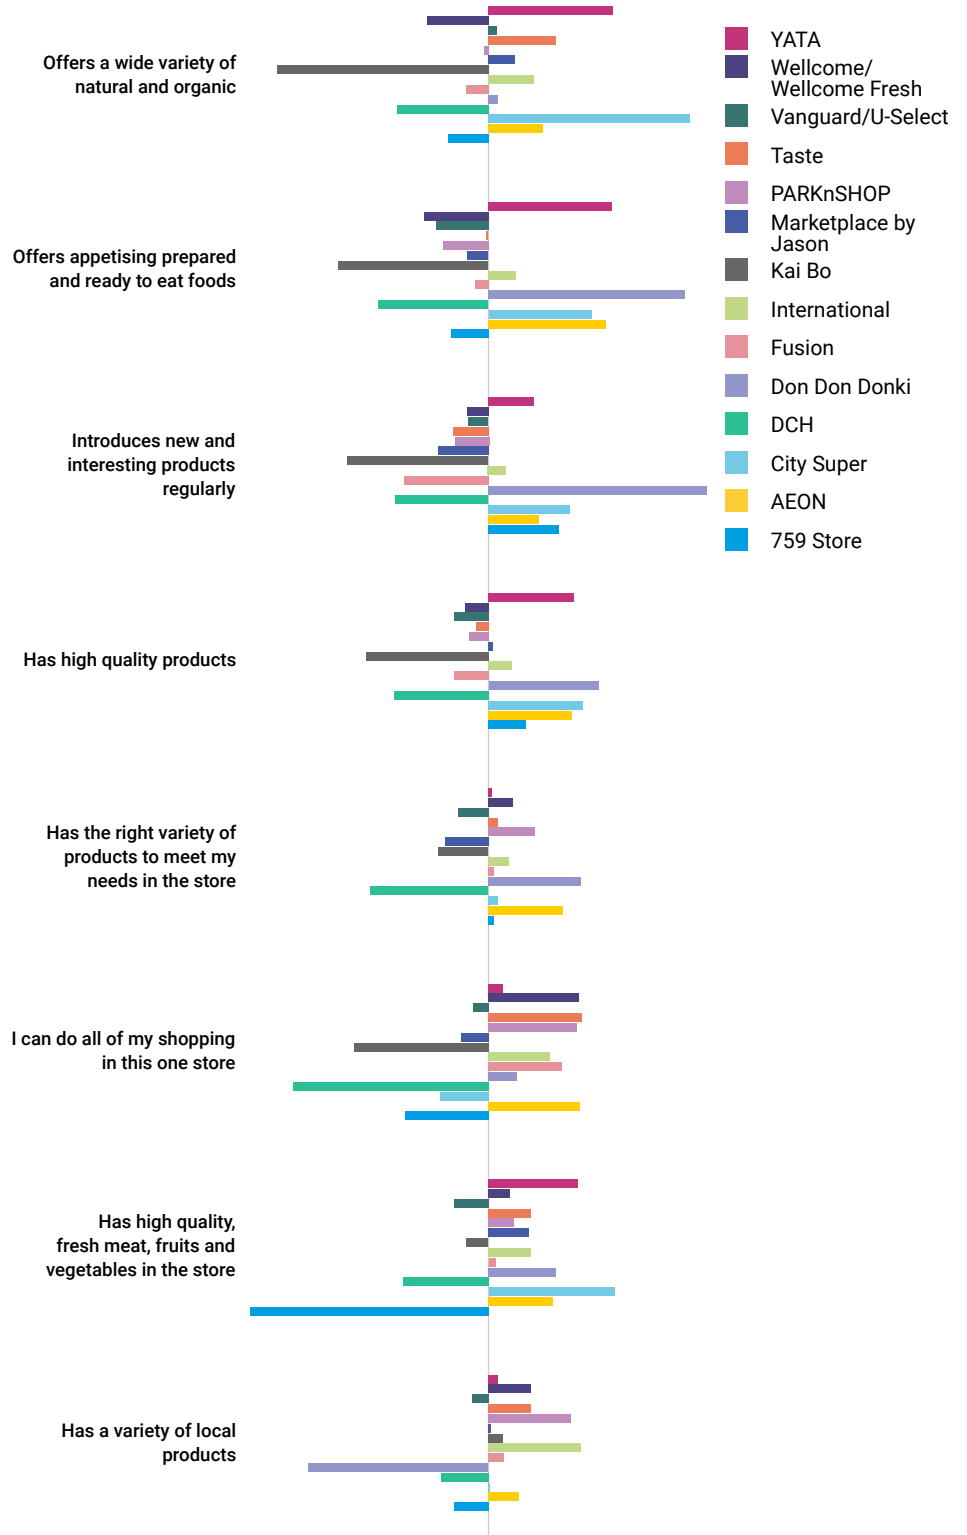 Offers a wide variety of
natural and organic
Offers appetising prepared
and ready to eat foods
Introduces new and
interesting products
regularly
Has high quality products
Has the right variety of
products to meet my
needs in the store
I can do all of my shopping
in this one store
Has high quality,
fresh meat, fruits and
vegetables in the store
Has a variety of local
products
YATA
Wellcome/
Wellcome Fresh
Vanguard/U-Select
Taste
PARKnSHOP
Marketplace by
Jason
Kai Bo
International
Fusion
Don Don Donki
DCH
City Super
AEON
759 Store